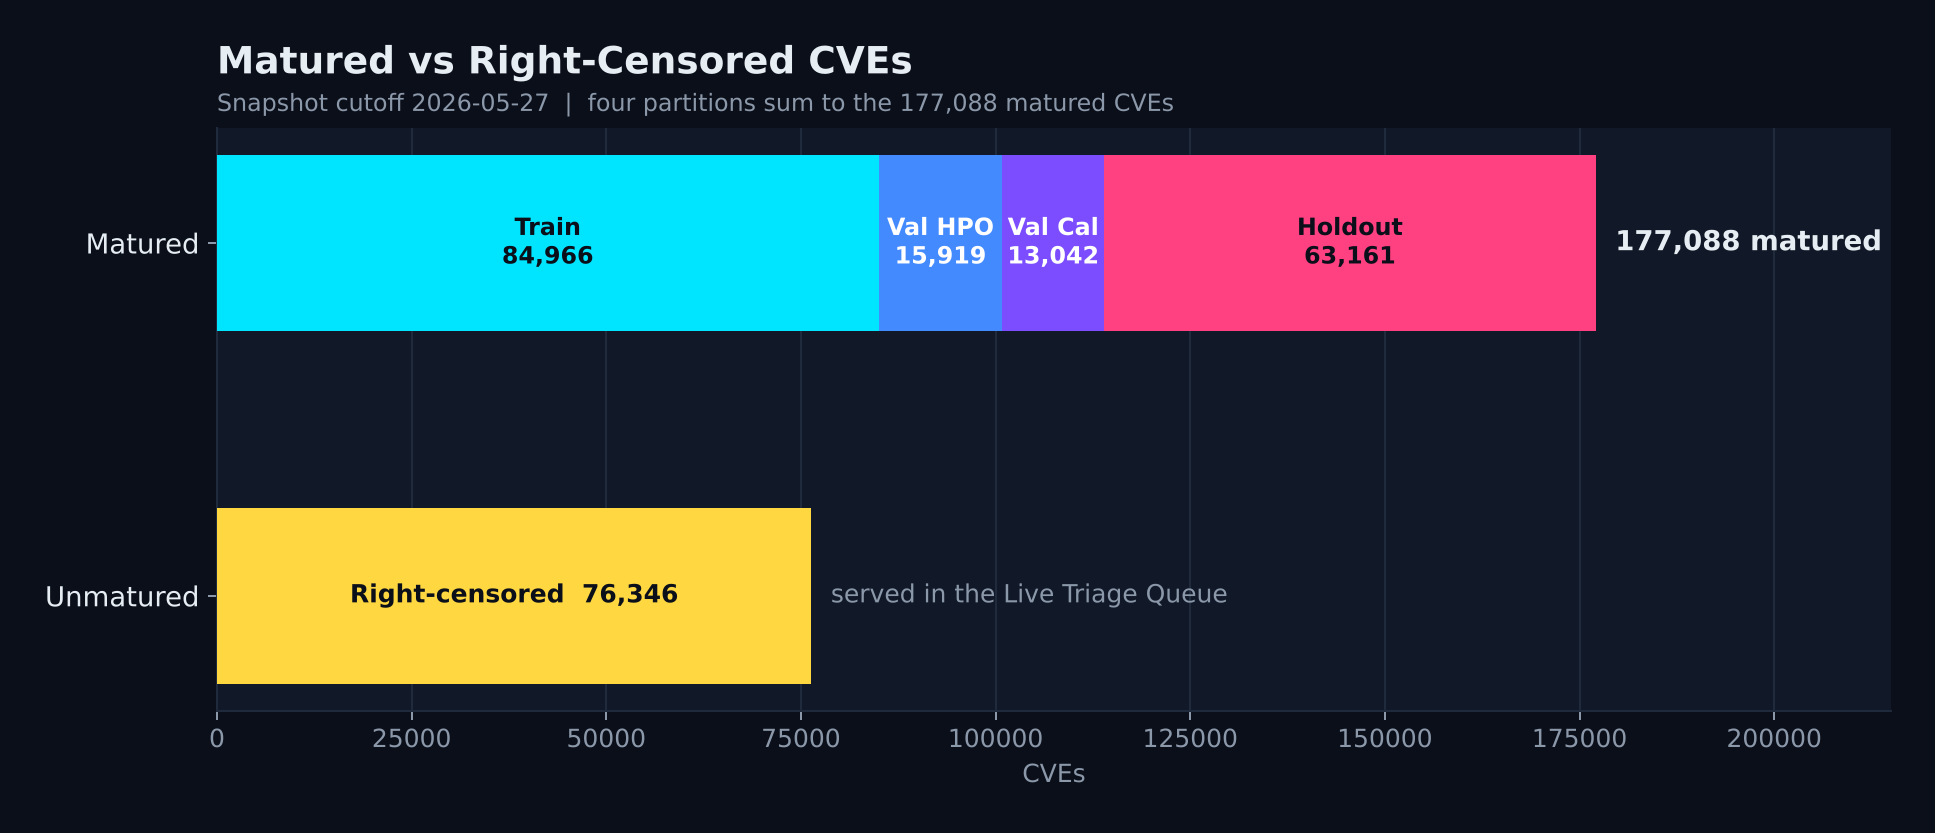 Matured vs Right-Censored CVEs
Snapshot cutoff 2026-05-27 | four partitions sum to the 177,088 matured CVEs
Matured
Train
84,966
Val HPO
15,919
Val Cal
13,042
Holdout
63,161
177,088 matured
Unmatured
Right-censored 76,346
served in the Live Triage Queue
0 25000 50000 75000 100000 125000 150000 175000 200000
CVEs